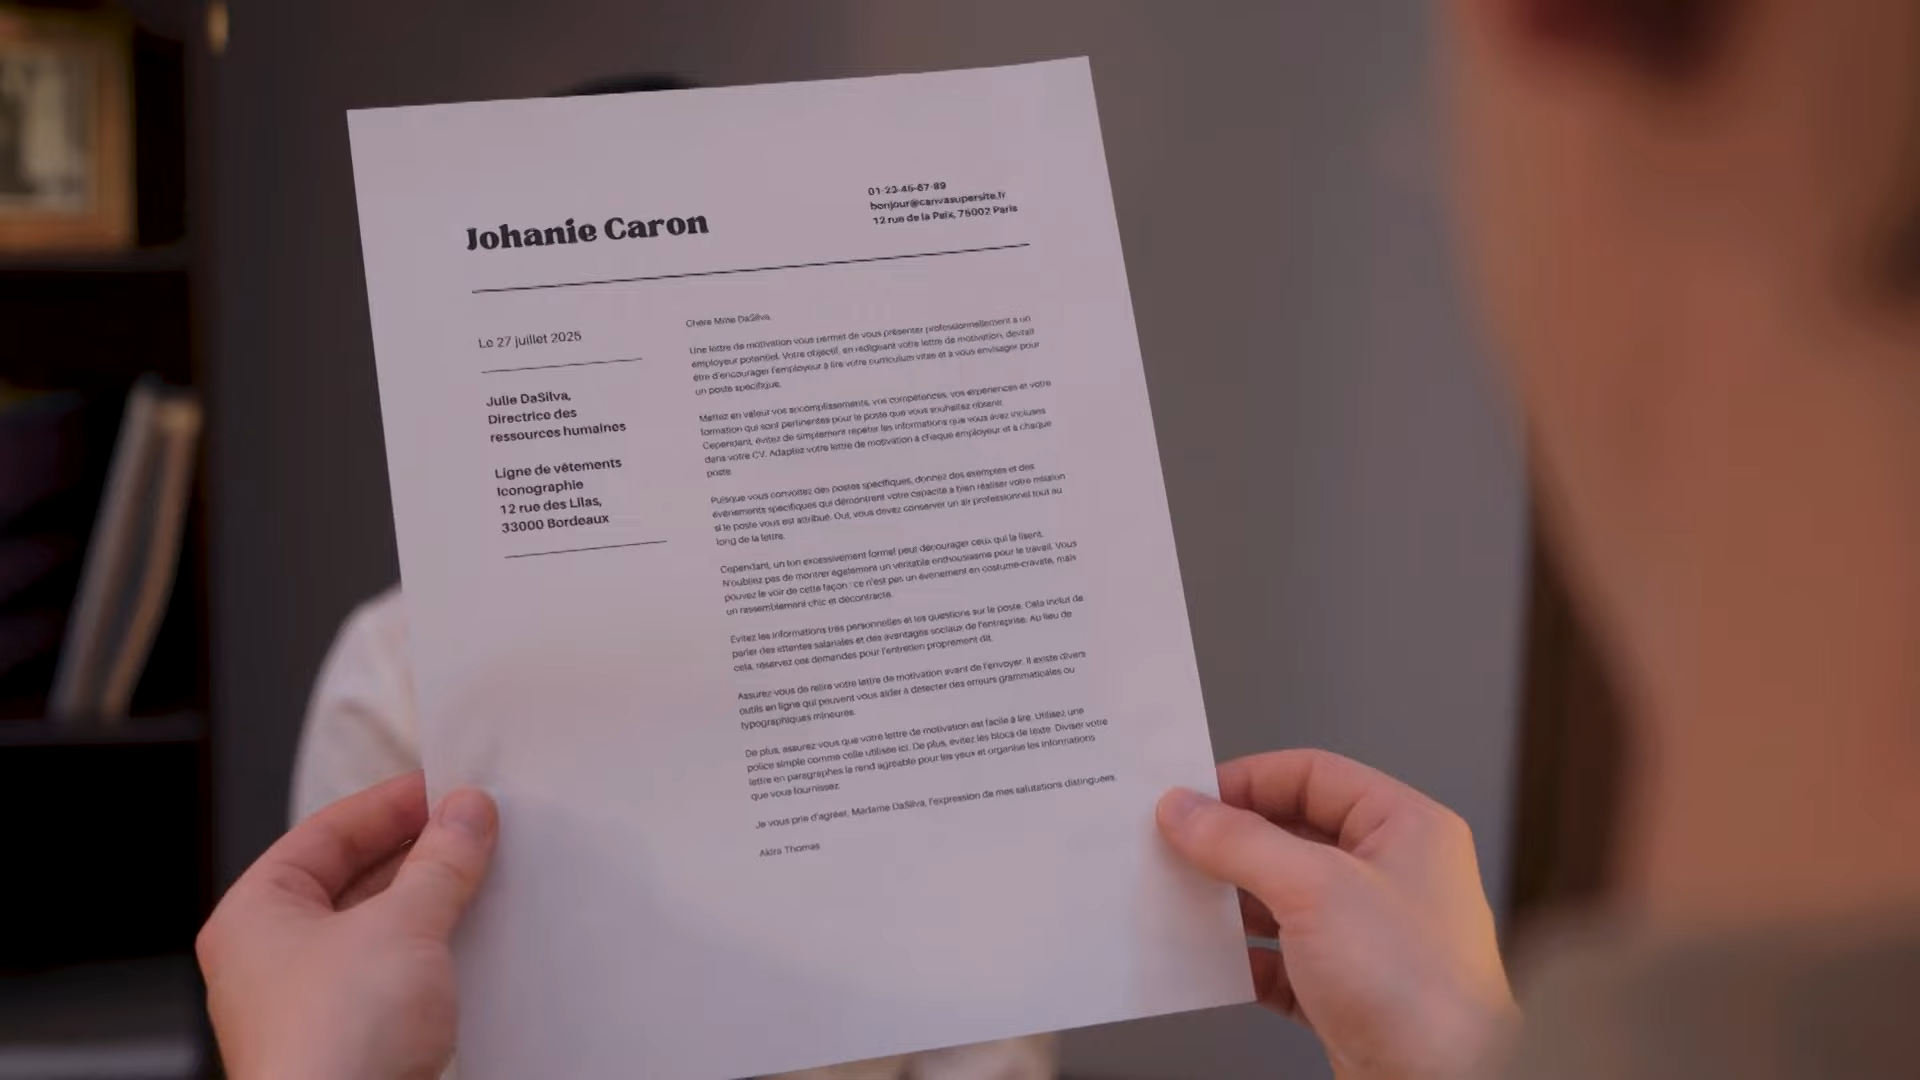 Johanie Caron
01-23-45-67-89
bonjour@canvasupersite.fr
12 rue de la Paix, 75002 Paris
Le 27 juillet 2025
Julie DaSilva,
Directrice des
ressources humaines
Ligne de vêtements
Iconographie
12 rue des Lilas,
33000 Bordeaux
Chère Mme DaSilva,
Une lettre de motivation vous permet de vous présenter professionnellement à un
employeur potentiel. Votre objectif, en rédigeant votre lettre de motivation, devrait
être d'encourager l'employeur à lire votre curriculum vitae et à vous envisager pour
un poste spécifique.
Mettez en valeur vos accomplissements, vos compétences, vos expériences et votre
formation qui sont pertinentes pour le poste que vous souhaitez obtenir.
Cependant, évitez de simplement répéter les informations que vous avez incluses
dans votre CV. Adaptez votre lettre de motivation à chaque employeur et à chaque
poste.
Puisque vous convoitez des postes spécifiques, donnez des exemples et des
événements spécifiques qui démontrent votre capacité à bien réaliser votre mission
si le poste vous est attribué. Oui, vous devez conserver un air professionnel tout au
long de la lettre.
Cependant, un ton excessivement formel peut décourager ceux qui la lisent.
N'oubliez pas de montrer également un véritable enthousiasme pour le travail. Vous
pouvez le voir de cette façon : ce n'est pas un événement en costume-cravate, mais
un rassemblement chic et décontracté.
Évitez les informations très personnelles et les questions sur le poste. Cela inclut de
parler des attentes salariales et des avantages sociaux de l'entreprise. Au lieu de
cela, réservez ces demandes pour l'entretien proprement dit.
Assurez-vous de relire votre lettre de motivation avant de l'envoyer. Il existe divers
outils en ligne qui peuvent vous aider à détecter des erreurs grammaticales ou
typographiques mineures.
De plus, assurez-vous que votre lettre de motivation est facile à lire. Utilisez une
police simple comme celle utilisée ici. De plus, évitez les blocs de texte. Diviser votre
lettre en paragraphes la rend agréable pour les yeux et organise les informations
que vous fournissez.
Je vous prie d'agréer, Madame DaSilva, l'expression de mes salutations distinguées.
Akira Thomas